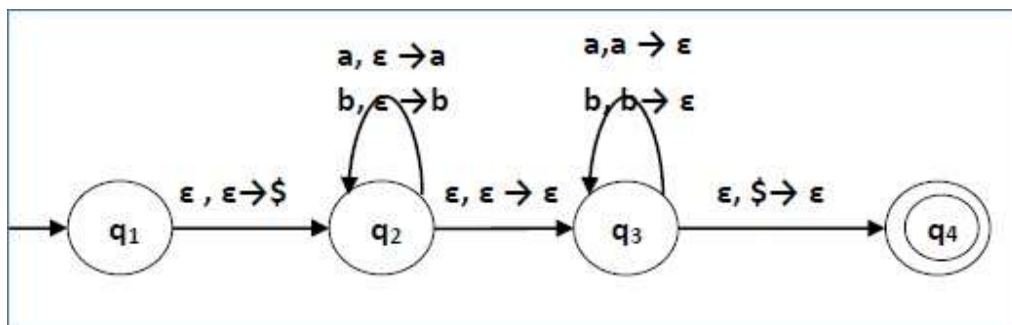 a, ε →a
a,a → ε
b, ε →b
b, b→ ε
ε , ε→$
ε, ε → ε
ε, $→ ε
q1
q2
q3
q4